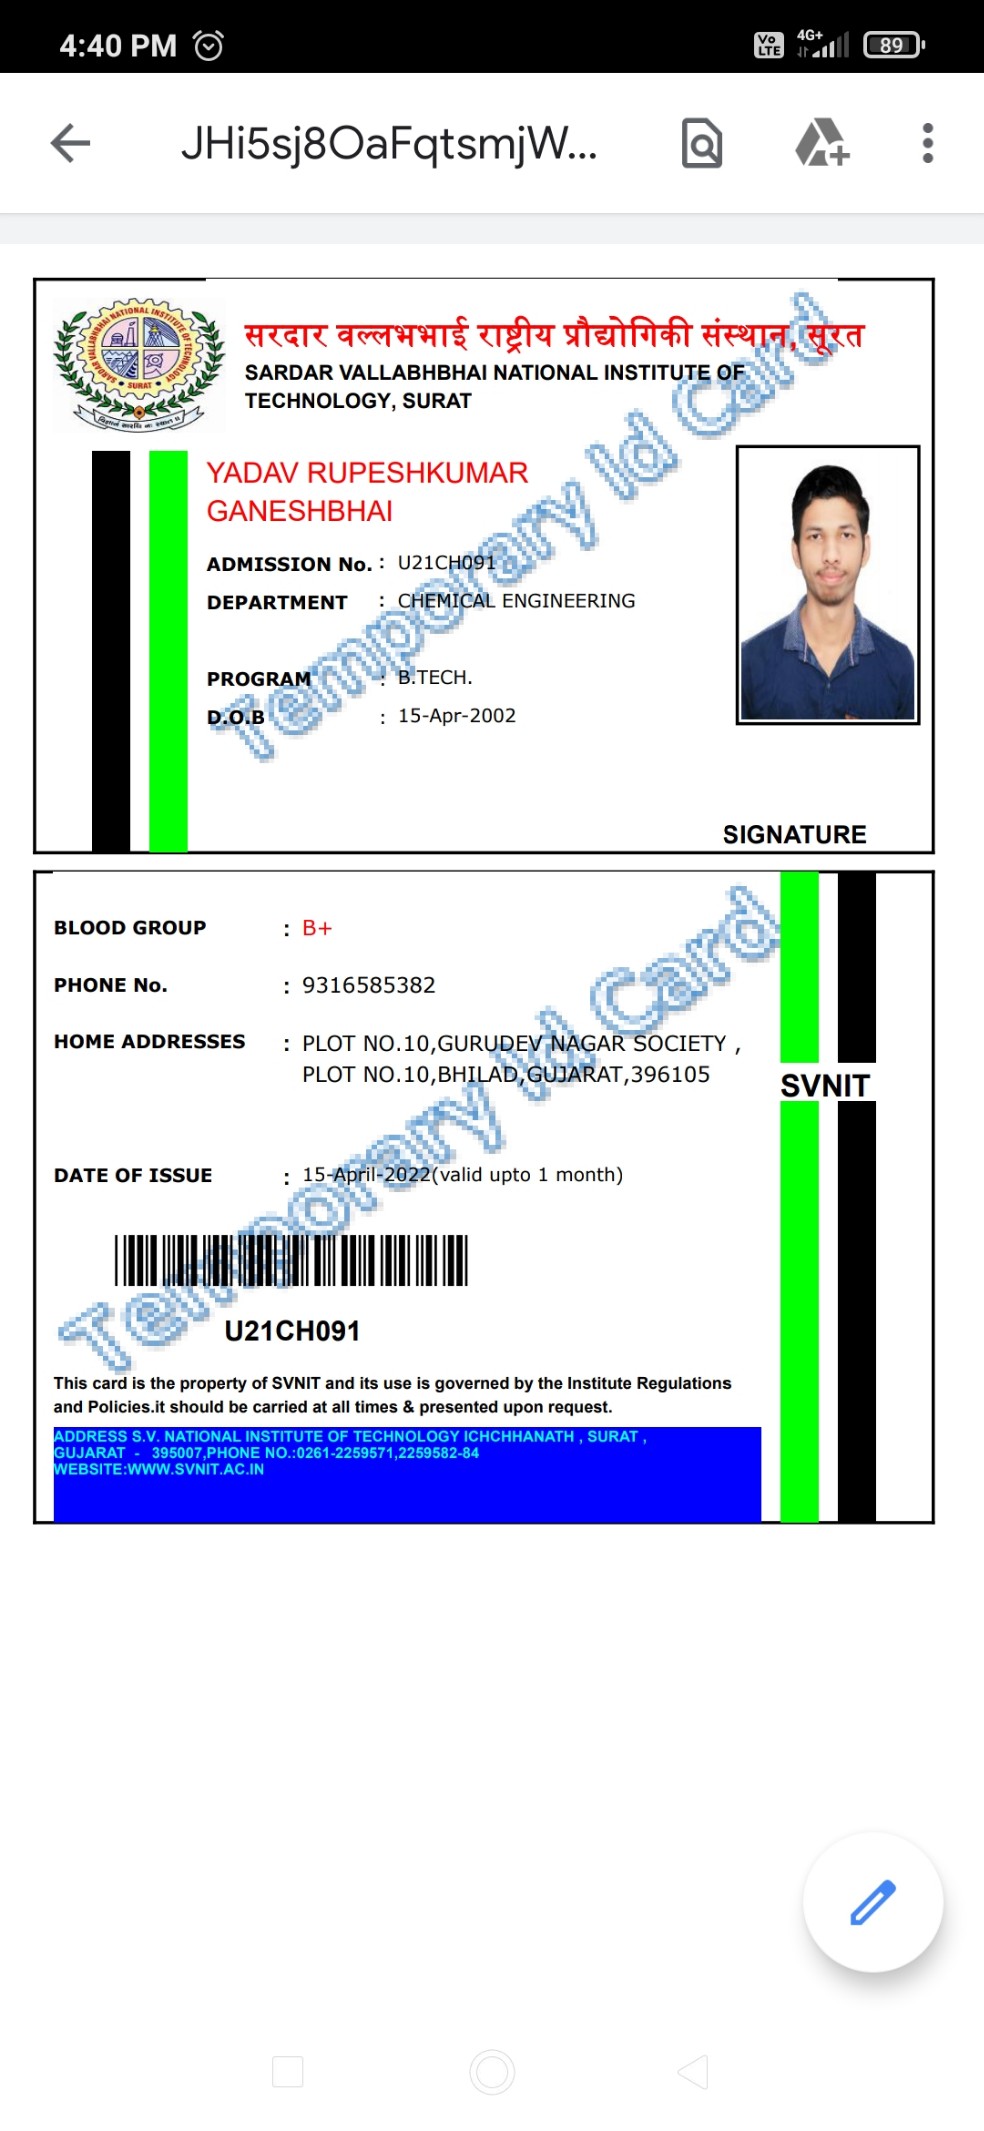 4:40 PM
Vo LTE 4G+ 89
JHi5sj8OaFqtsmjW...
सरदार वल्लभभाई राष्ट्रीय प्रौद्योगिकी संस्थान, सूरत
SARDAR VALLABHBHAI NATIONAL INSTITUTE OF
TECHNOLOGY, SURAT
SARDAR VALLABHBHAI NATIONAL INSTITUTE OF TECHNOLOGY
SURAT
YADAV RUPESHKUMAR
GANESHBHAI
ADMISSION No. : U21CH091
DEPARTMENT : CHEMICAL ENGINEERING
PROGRAM : B.TECH.
D.O.B : 15-Apr-2002
Temporary Id Card
SIGNATURE
BLOOD GROUP : B+
PHONE No. : 9316585382
HOME ADDRESSES : PLOT NO.10,GURUDEV NAGAR SOCIETY ,
PLOT NO.10,BHILAD,GUJARAT,396105
SVNIT
DATE OF ISSUE : 15-April-2022(valid upto 1 month)
Temporary Id Card
U21CH091
This card is the property of SVNIT and its use is governed by the Institute Regulations
and Policies.it should be carried at all times & presented upon request.
ADDRESS S.V. NATIONAL INSTITUTE OF TECHNOLOGY ICHCHHANATH , SURAT ,
GUJARAT - 395007,PHONE NO.:0261-2259571,2259582-84
WEBSITE:WWW.SVNIT.AC.IN